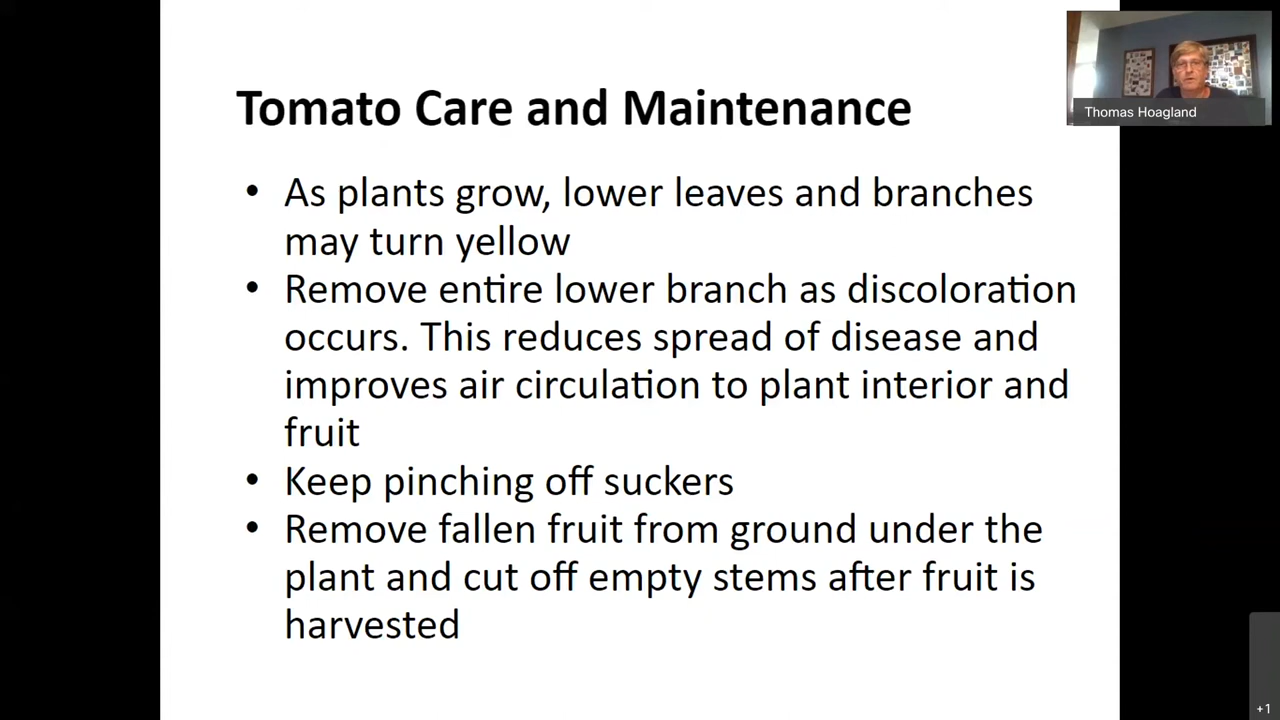 Tomato Care and Maintenance
Thomas Hoagland
• As plants grow, lower leaves and branches
may turn yellow
• Remove entire lower branch as discoloration
occurs. This reduces spread of disease and
improves air circulation to plant interior and
fruit
• Keep pinching off suckers
• Remove fallen fruit from ground under the
plant and cut off empty stems after fruit is
harvested
+1